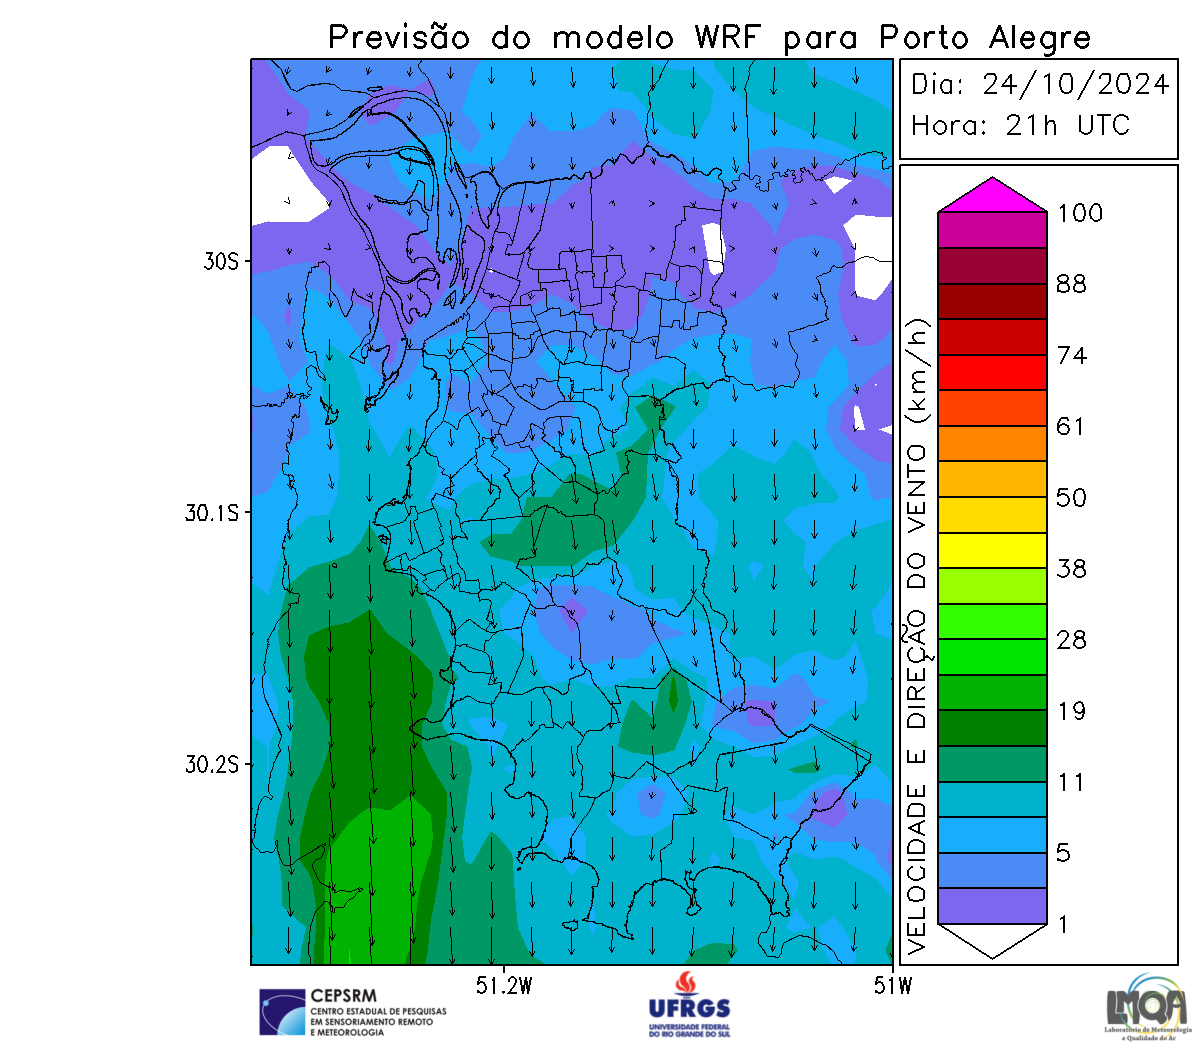 Previsão do modelo WRF para Porto Alegre
Dia: 24/10/2024
Hora: 21h UTC
100
88
74
61
50
38
28
19
11
5
1
VELOCIDADE E DIREÇÃO DO VENTO (km/h)
30S
30.1S
30.2S
51.2W
51W
CEPSRM
CENTRO ESTADUAL DE PESQUISAS
EM SENSORIAMENTO REMOTO
E METEOROLOGIA
UFRGS
UNIVERSIDADE FEDERAL
DO RIO GRANDE DO SUL
LMQA
Laboratório de Meteorologia
e Qualidade do Ar